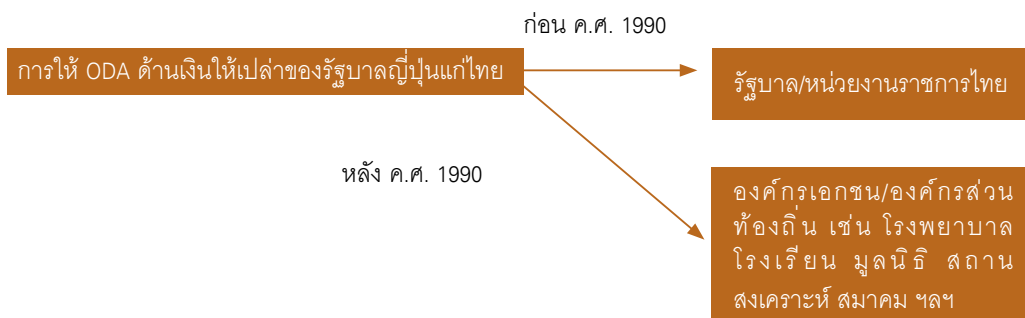 ก่อน ค.ศ. 1990
การให้ ODA ด้านเงินให้เปล่าของรัฐบาลญี่ปุ่นแก่ไทย
รัฐบาล/หน่วยงานราชการไทย
หลัง ค.ศ. 1990
องค์กรเอกชน/องค์กรส่วน
ท้องถิ่น เช่น โรงพยาบาล
โรงเรียน มูลนิธิ สถาน
สงเคราะห์ สมาคม ฯลฯ